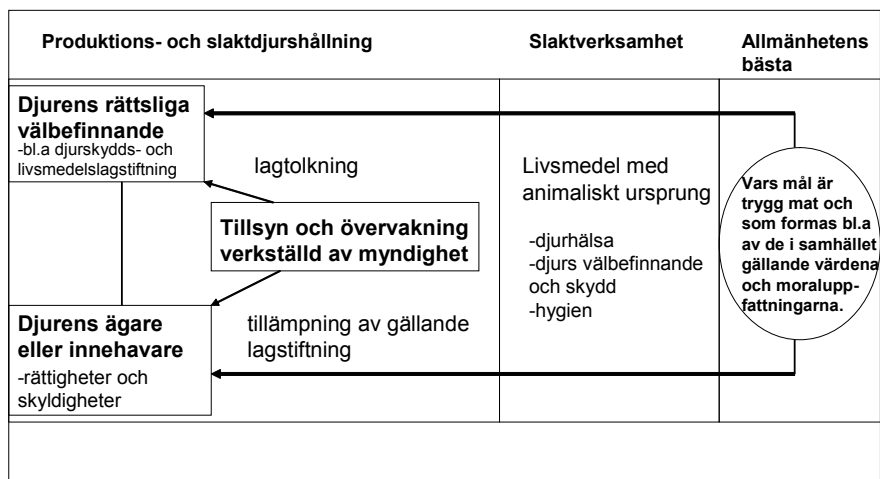 Produktions- och slaktdjurshållning
Slaktverksamhet
Allmänhetens
bästa
Djurens rättsliga
välbefinnande
-bl.a djurskydds- och
livsmedelslagstiftning
lagtolkning
Tillsyn och övervakning
verkställd av myndighet
Djurens ägare
eller innehavare
-rättigheter och
skyldigheter
tillämpning av gällande
lagstiftning
Livsmedel med
animaliskt ursprung
-djurhälsa
-djurs välbefinnande
och skydd
-hygien
Vars mål är
trygg mat och
som formas bl.a
av de i samhället
gällande värdena
och moralupp-
fattningarna.